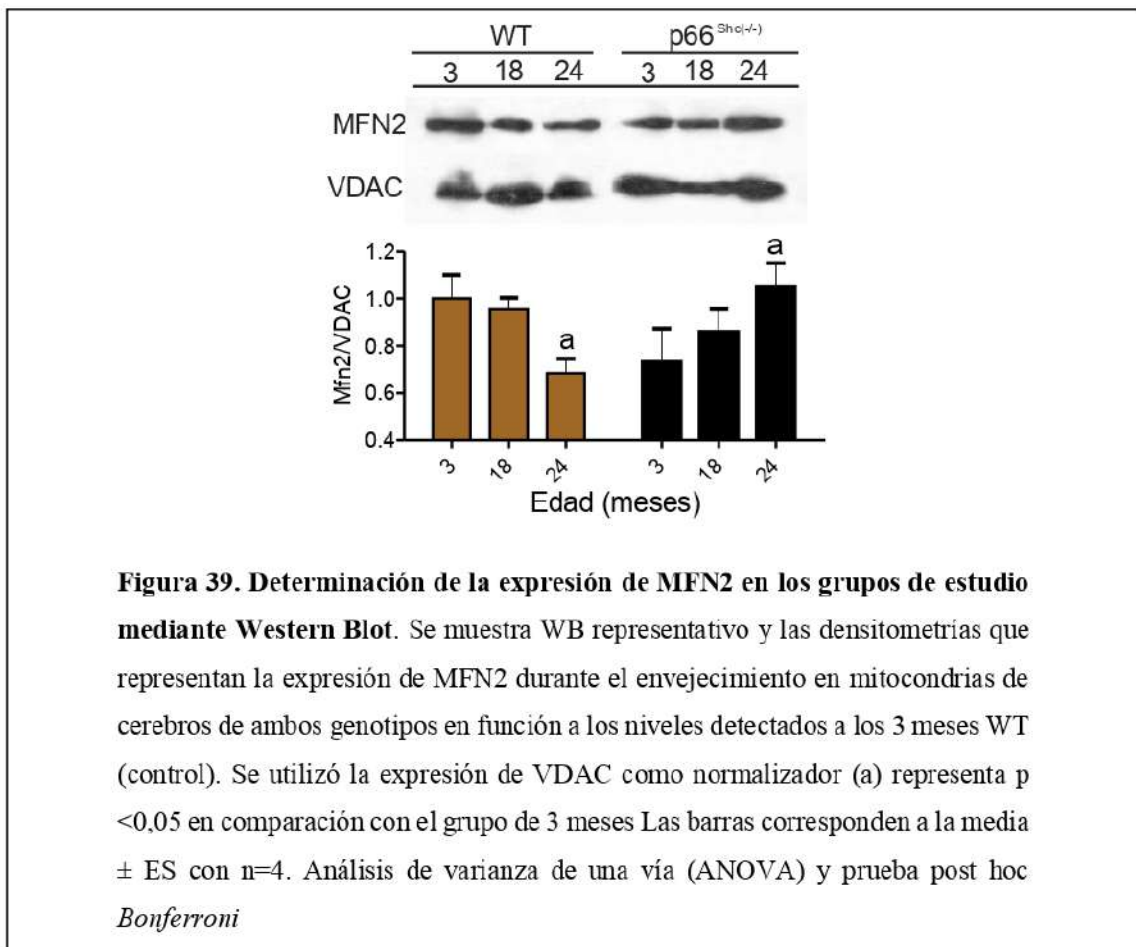 WT p66 Shc(-/-)
3 18 24 3 18 24
MFN2
VDAC
a
1.2
1.0
0.8
0.6
0.4
Mfn2/VDAC
a
3 18 24 3 18 24
Edad (meses)
Figura 39. Determinación de la expresión de MFN2 en los grupos de estudio
mediante Western Blot. Se muestra WB representativo y las densitometrías que
representan la expresión de MFN2 durante el envejecimiento en mitocondrias de
cerebros de ambos genotipos en función a los niveles detectados a los 3 meses WT
(control). Se utilizó la expresión de VDAC como normalizador (a) representa p
<0,05 en comparación con el grupo de 3 meses Las barras corresponden a la media
± ES con n=4. Análisis de varianza de una vía (ANOVA) y prueba post hoc
Bonferroni